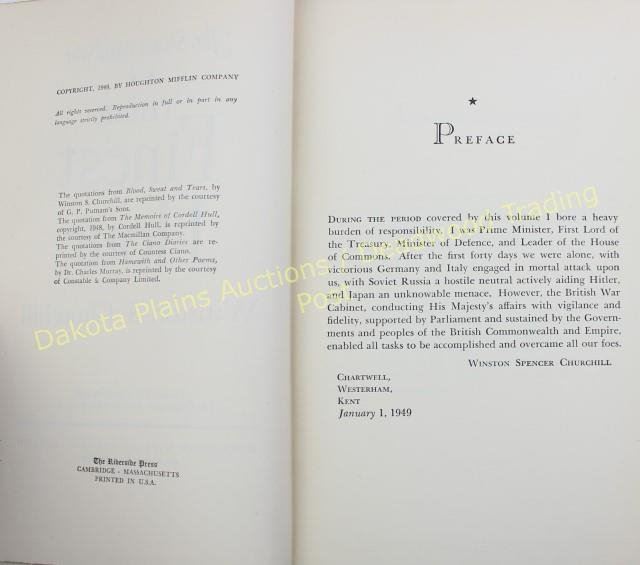 COPYRIGHT, 1949, BY HOUGHTON MIFFLIN COMPANY
All rights reserved. Reproduction in full or in part in any
language strictly prohibited.
The quotations from Blood, Sweat and Tears, by
Winston S. Churchill, are reprinted by the courtesy
of G. P. Putnam's Sons.
The quotation from The Memoirs of Cordell Hull,
copyright, 1948, by Cordell Hull, is reprinted by
the courtesy of The Macmillan Company.
The quotations from The Ciano Diaries are re-
printed by the courtesy of Countess Ciano.
The quotation from Hamewith and Other Poems,
by Dr. Charles Murray, is reprinted by the courtesy
of Constable & Company Limited.
The Riverside Press
CAMBRIDGE • MASSACHUSETTS
PRINTED IN U.S.A.
PREFACE
DURING THE PERIOD covered by this volume I bore a heavy
burden of responsibility. I was Prime Minister, First Lord of
the Treasury, Minister of Defence, and Leader of the House
of Commons. After the first forty days we were alone, with
victorious Germany and Italy engaged in mortal attack upon
us, with Soviet Russia a hostile neutral actively aiding Hitler,
and Japan an unknowable menace. However, the British War
Cabinet, conducting His Majesty's affairs with vigilance and
fidelity, supported by Parliament and sustained by the Govern-
ments and peoples of the British Commonwealth and Empire,
enabled all tasks to be accomplished and overcame all our foes.
WINSTON SPENCER CHURCHILL
CHARTWELL,
WESTERHAM,
KENT
January 1, 1949
Dakota Plains Auctions
Trading
Post